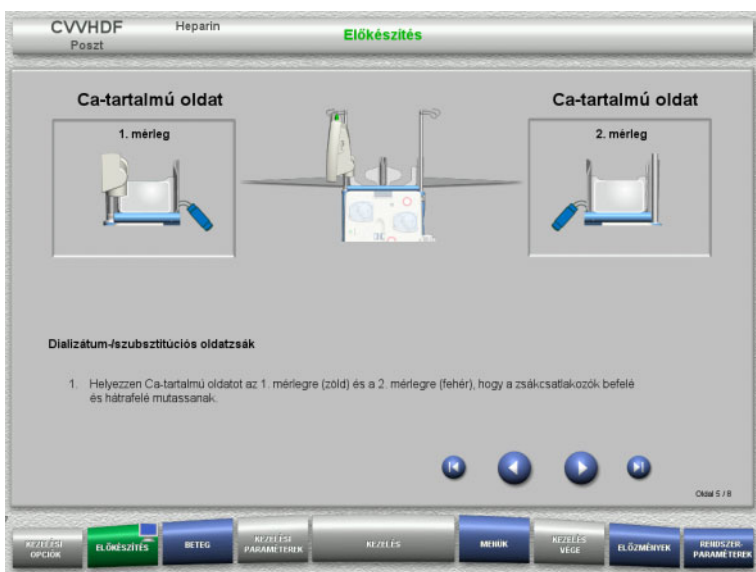 CVVHDF Heparin
Poszt
Előkészítés
Ca-tartalmú oldat
Ca-tartalmú oldat
1. mérleg
2. mérleg
Dializátum-/szubsztitúciós oldatzsák
1. Helyezzen Ca-tartalmú oldatot az 1. mérlegre (zöld) és a 2. mérlegre (fehér), hogy a zsákcsatlakozók befelé
és hátrafelé mutassanak.
Oldal 5 / 8
KEZELÉSI
OPCIÓK
ELŐKÉSZÍTÉS
BETEG
KEZELÉSI
PARAMÉTEREK
KEZELÉS
MENÜK
KEZELÉS
VÉGE
ELŐZMÉNYEK
RENDSZER-
PARAMÉTEREK